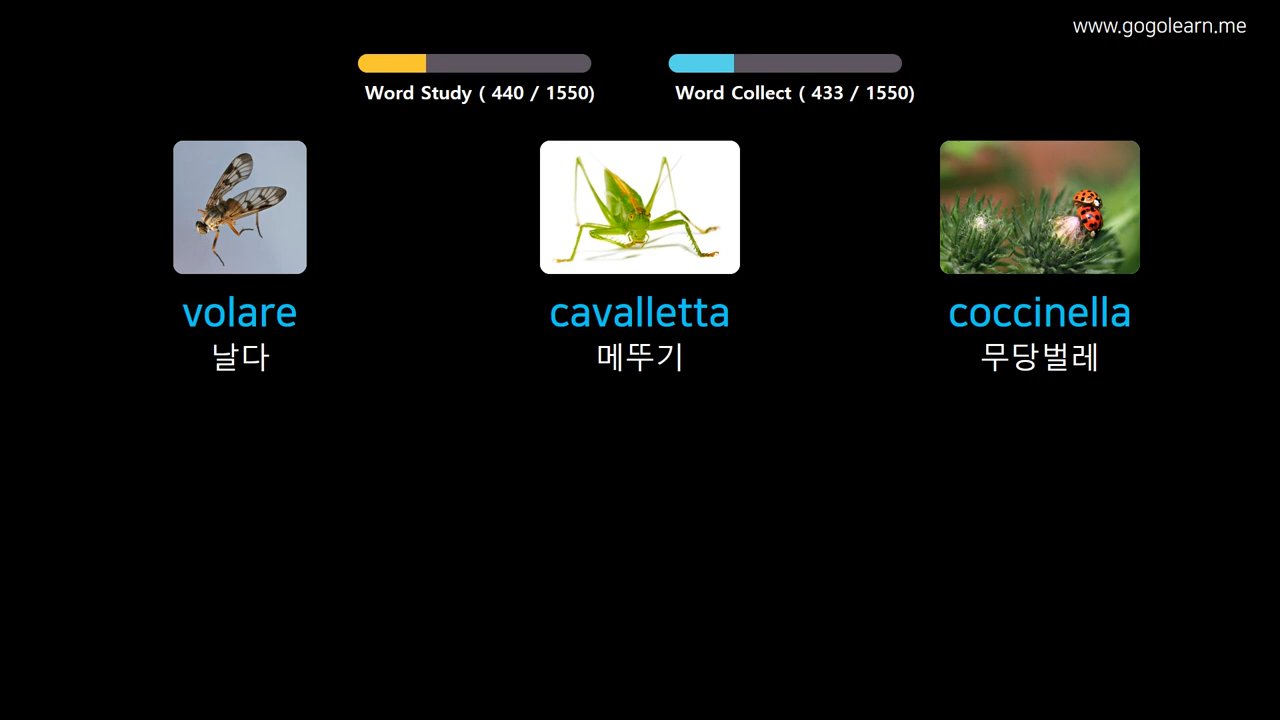 www.gogolearn.me
Word Study ( 440 / 1550)
Word Collect ( 433 / 1550)
volare
날다
cavalletta
메뚜기
coccinella
무당벌레